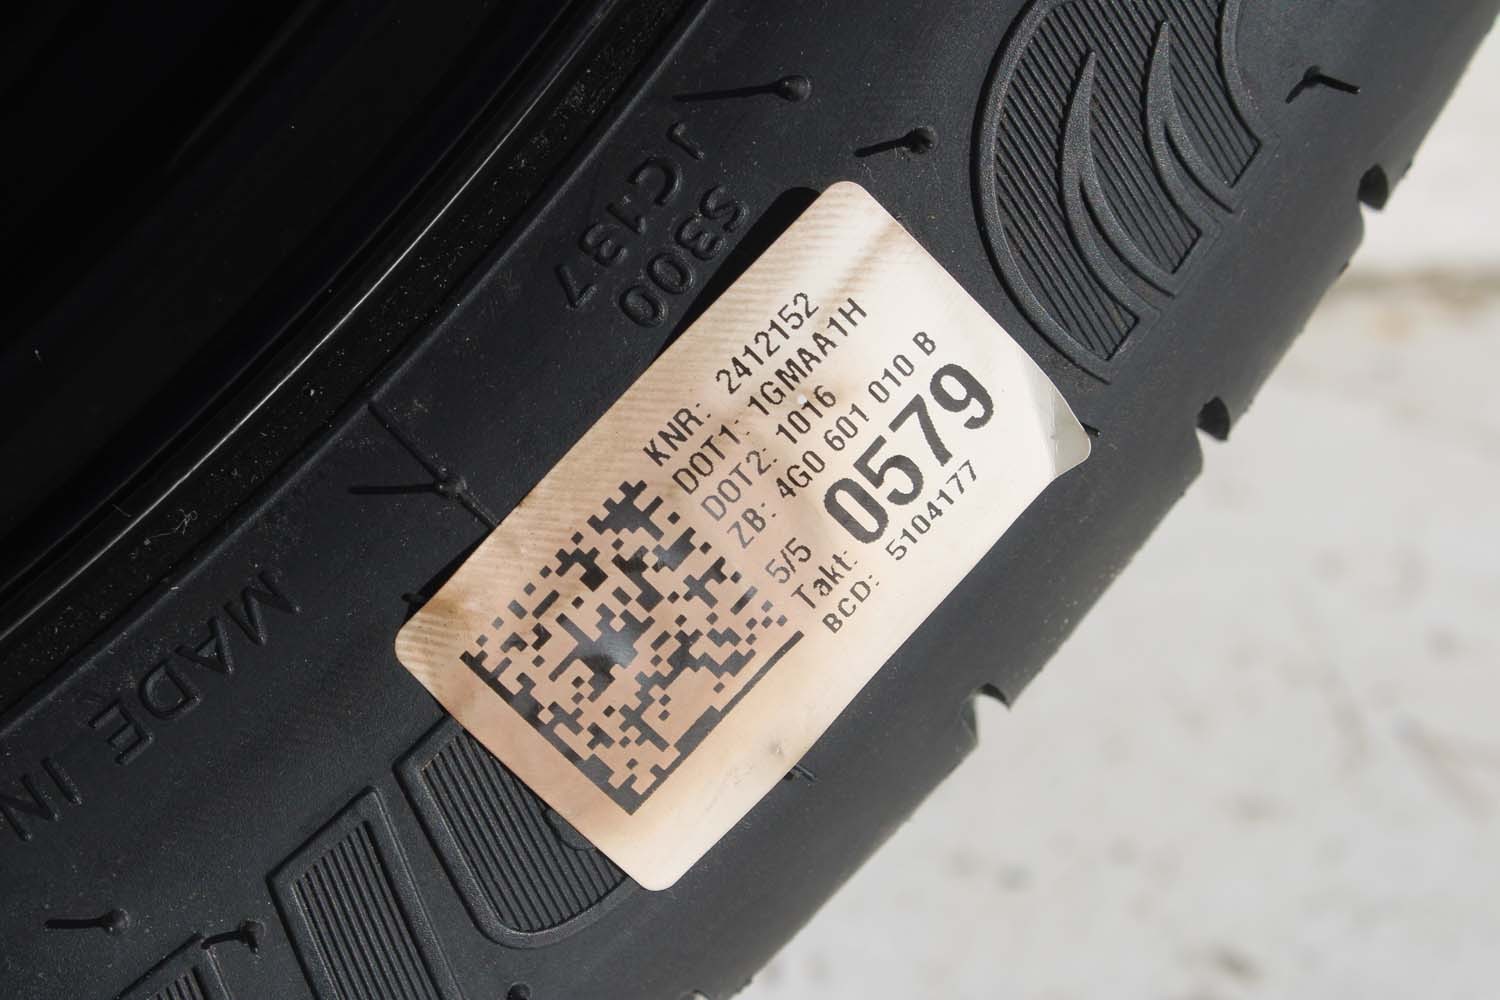 JC137
S300
KNR: 2412152
DOT1: 1GMAA1H
DOT2: 1016
ZB: 4G0 601 010 B
5/5
Takt: 0579
BCD: 5104177
MADE IN